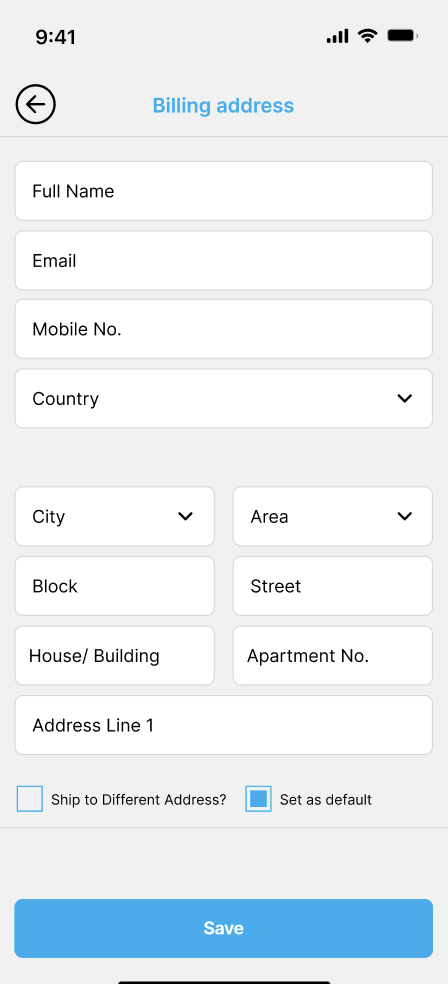 9:41
Billing address
Full Name
Email
Mobile No.
Country
City
Area
Block
Street
House/ Building
Apartment No.
Address Line 1
Ship to Different Address?
Set as default
Save